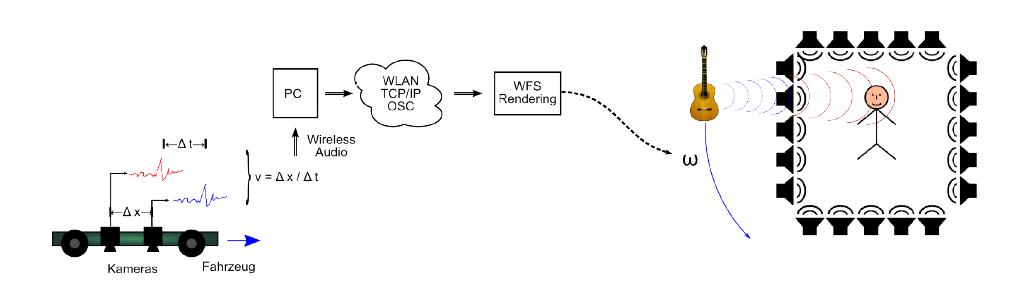 PC
WLAN
TCP/IP
OSC
WFS
Rendering
Wireless
Audio
ω
Δ t
v = Δ x / Δ t
Δ x
Kameras
Fahrzeug